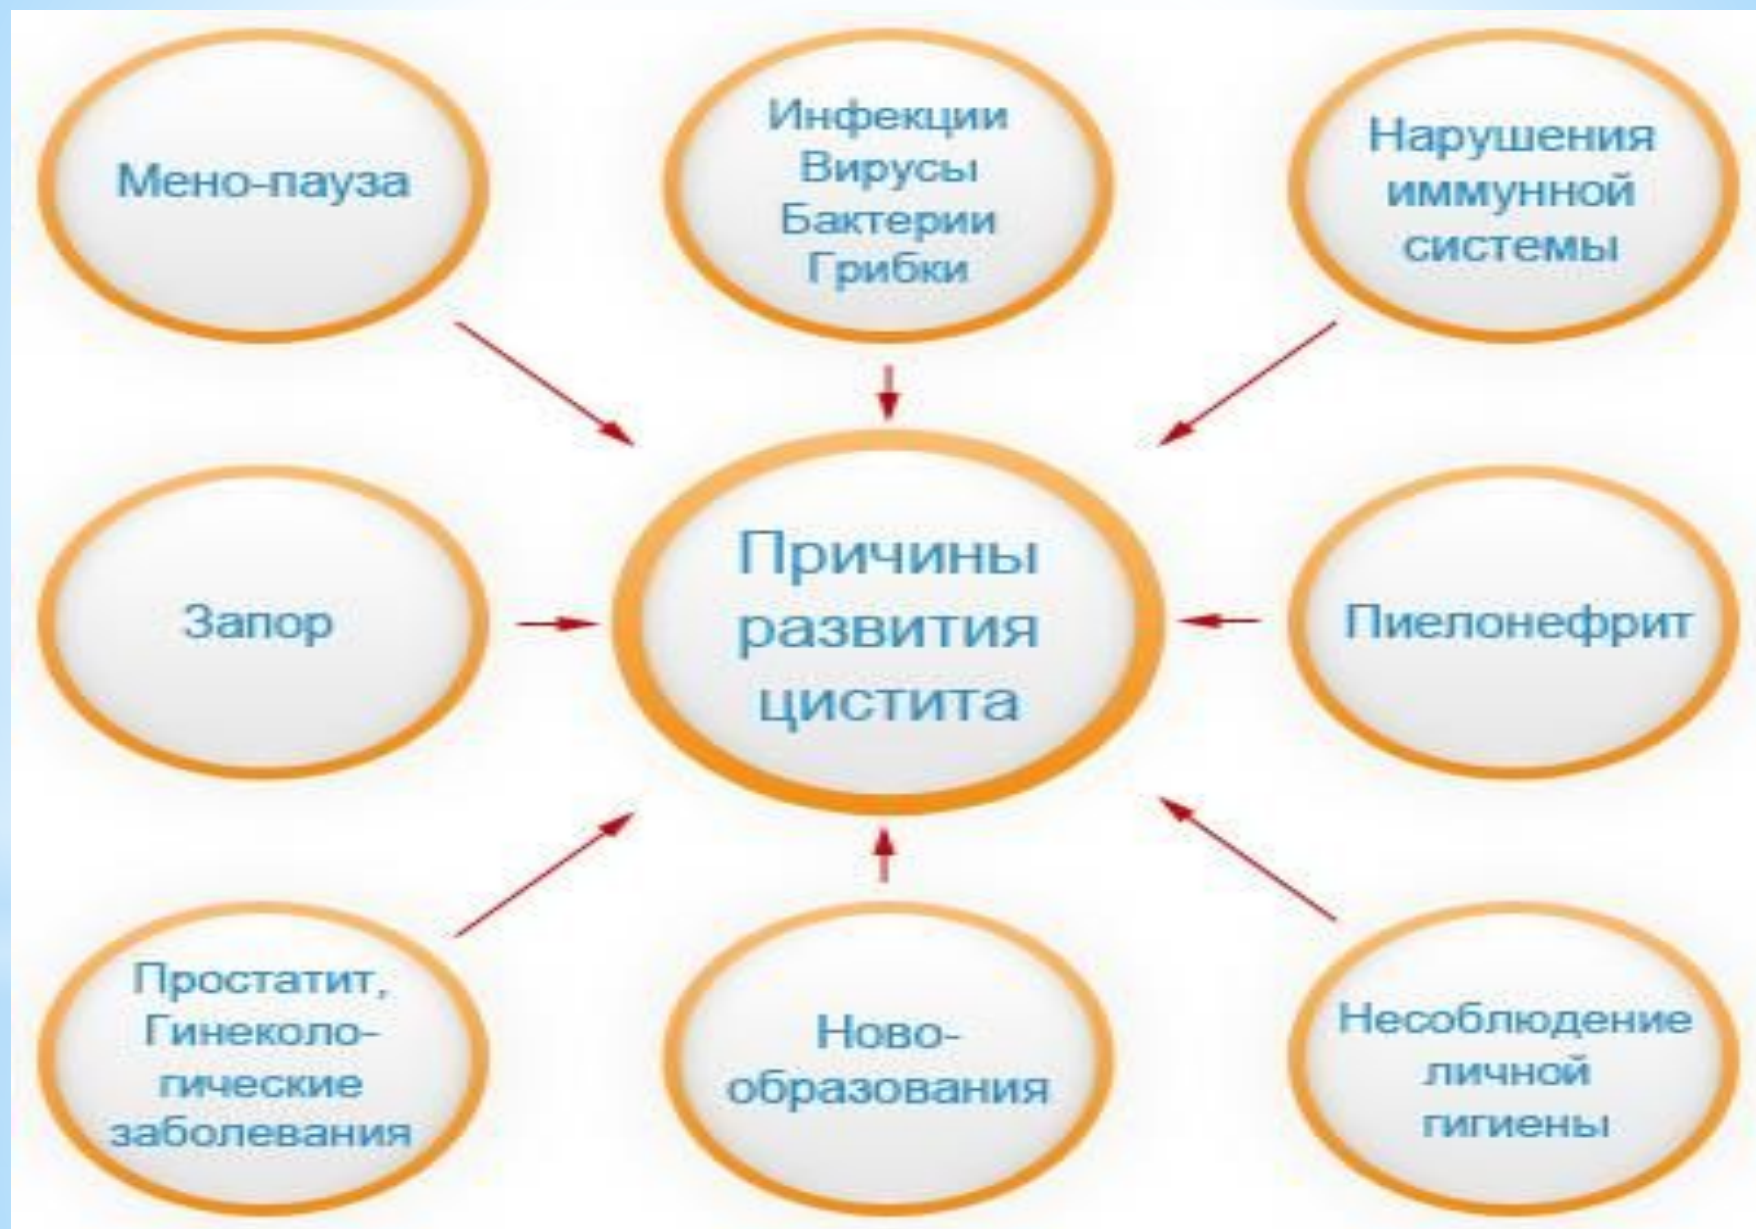 Мено-пауза
Инфекции
Вирусы
Бактерии
Грибки
Нарушения
иммунной
системы
Запор
Причины
развития
цистита
Пиелонефрит
Простатит,
Гинеколо-
гические
заболевания
Ново-
образования
Несоблюдение
личной
гигиены